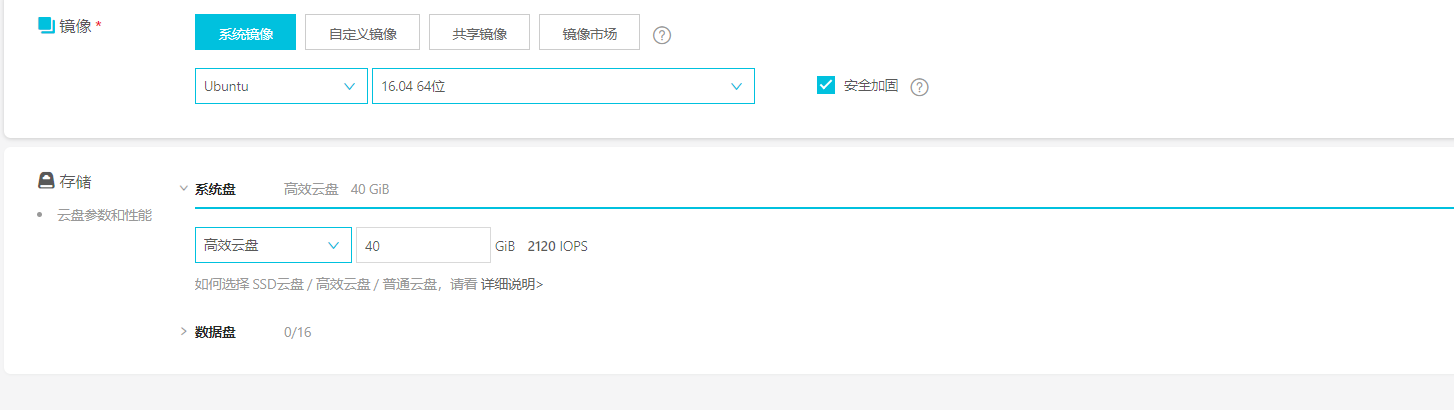 镜像 *
系统镜像 自定义镜像 共享镜像 镜像市场 ?
Ubuntu 16.04 64位 安全加固 ?
存储
云盘参数和性能
系统盘 高效云盘 40 GiB
高效云盘 40 GiB 2120 IOPS
如何选择 SSD云盘 / 高效云盘 / 普通云盘，请看 详细说明>
数据盘 0/16